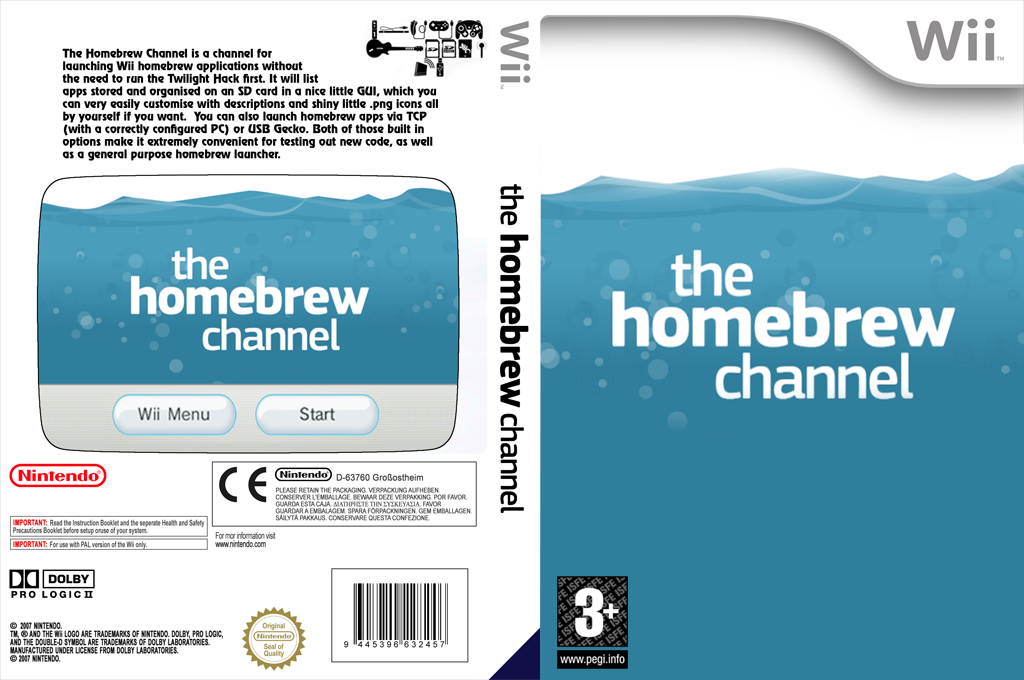 The Homebrew Channel is a channel for
launching Wii homebrew applications without
the need to run the Twilight Hack first. It will list
apps stored and organised on an SD card in a nice little GUI, which you
can very easily customise with descriptions and shiny little .png icons all
by yourself if you want. You can also launch homebrew apps via TCP
(with a correctly configured PC) or USB Gecko. Both of those built in
options make it extremely convenient for testing out new code, as well
as a general purpose homebrew launcher.
the
homebrew
channel
Wii Menu
Start
Nintendo®
IMPORTANT: Read the Instruction Booklet and the seperate Health and Safety
Precautions Booklet before setup oruse of your system.
IMPORTANT: For use with PAL version of the Wii only.
CE
Nintendo® D-63760 Großostheim
PLEASE RETAIN THE PACKAGING. VERPACKUNG AUFHEBEN.
CONSERVER L'EMBALLAGE. BEWAAR DEZE VERPAKKING. POR FAVOR
GUARDA ESTA CAJA. ΔΙΑΤΗΡΗΣΤΕ ΤΗΝ ΣΥΣΚΕΥΑΣΙΑ. FAVOR
GUARDAR A EMBALAGEM. SPARA FÖRPACKNINGEN. GEM EMBALLAGEN.
SÄILYTÄ PAKKAUS. CONSERVARE QUESTA CONFEZIONE.
For mor information visit
www.nintendo.com
DOLBY
PRO LOGIC II
© 2007 NINTENDO.
TM, ® AND THE Wii LOGO ARE TRADEMARKS OF NINTENDO. DOLBY, PRO LOGIC,
AND THE DOUBLE-D SYMBOL ARE TRADEMARKS OF DOLBY LABORATORIES.
MANUFACTURED UNDER LICENSE FROM DOLBY LABORATORIES.
© 2007 NINTENDO.
Original
Nintendo
Seal of
Quality
9 445396 632457
Wii™
the homebrew channel
Wii™
the
homebrew
channel
ISFE
3+
www.pegi.info